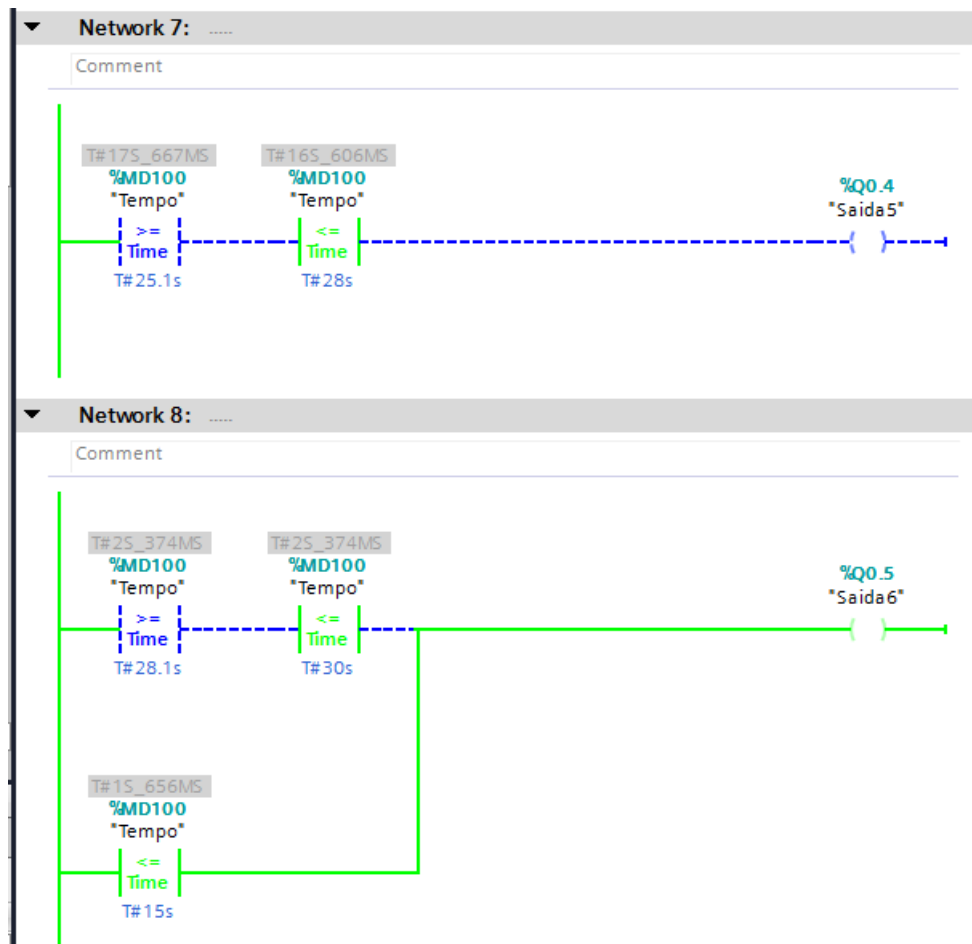 Network 7: .....
Comment
T#17S_667MS T#16S_606MS
%MD100 %MD100 %Q0.4
"Tempo" "Tempo" "Saida5"
>= <=
Time Time
T#25.1s T#28s
Network 8: .....
Comment
T#2S_374MS T#2S_374MS
%MD100 %MD100 %Q0.5
"Tempo" "Tempo" "Saida6"
>= <=
Time Time
T#28.1s T#30s
T#1S_656MS
%MD100
"Tempo"
<=
Time
T#15s